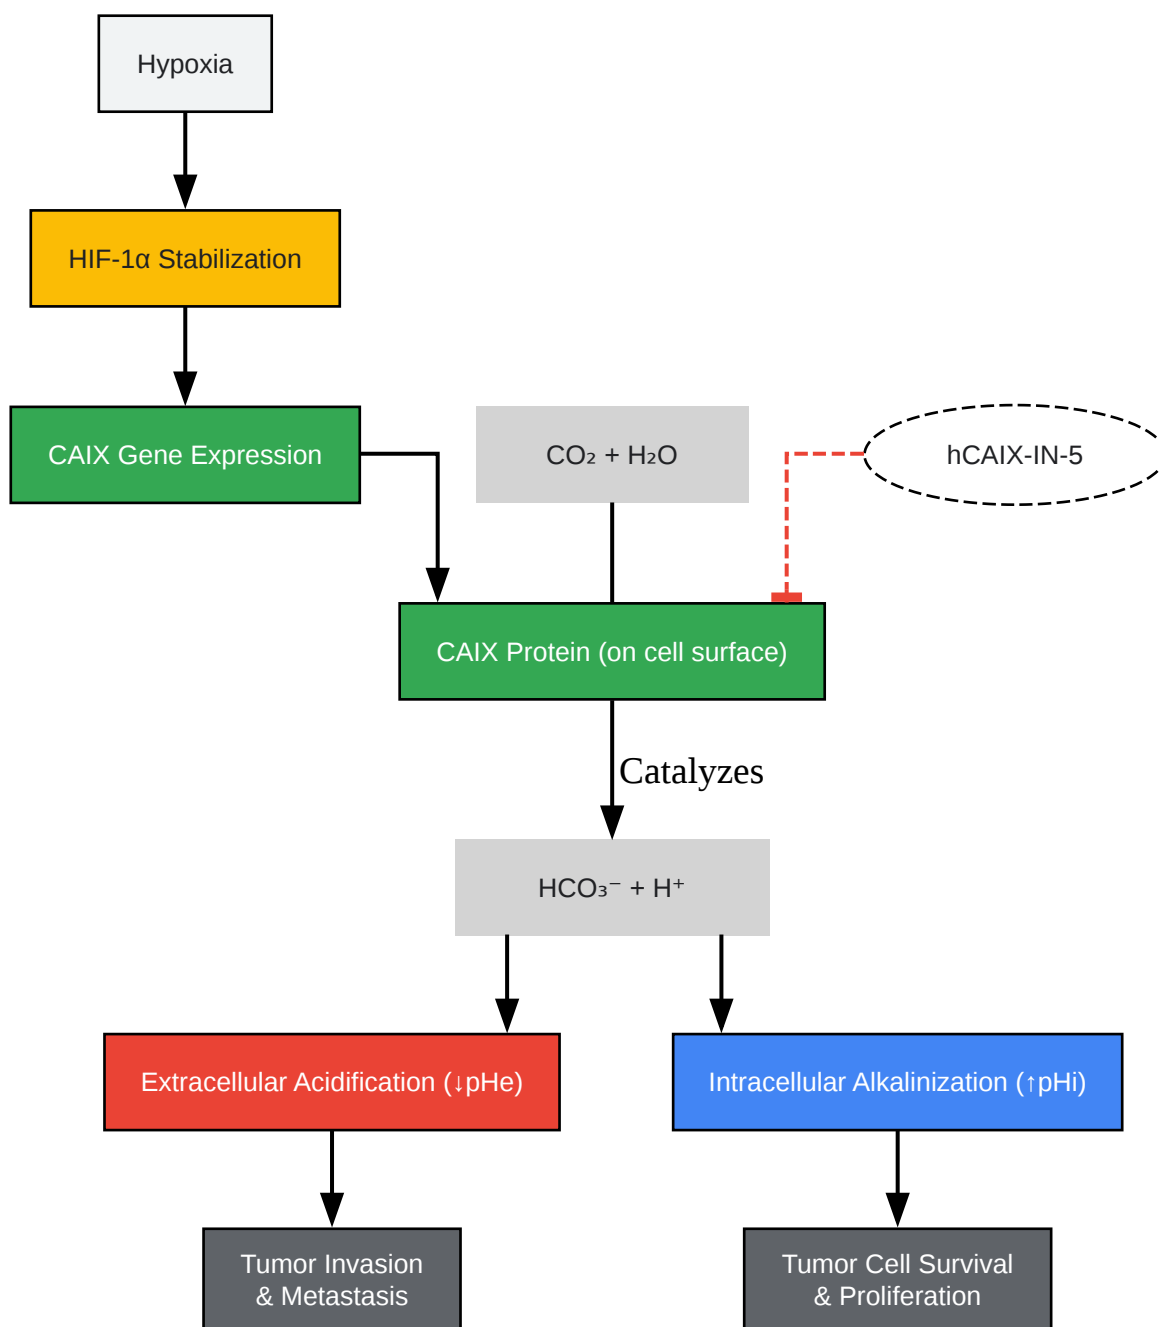 Hypoxia
HIF-1α Stabilization
CAIX Gene Expression
CO₂ + H₂O
hCAIX-IN-5
CAIX Protein (on cell surface)
Catalyzes
HCO₃⁻ + H⁺
Extracellular Acidification (↓pHe)
Intracellular Alkalinization (↑pHi)
Tumor Invasion
& Metastasis
Tumor Cell Survival
& Proliferation